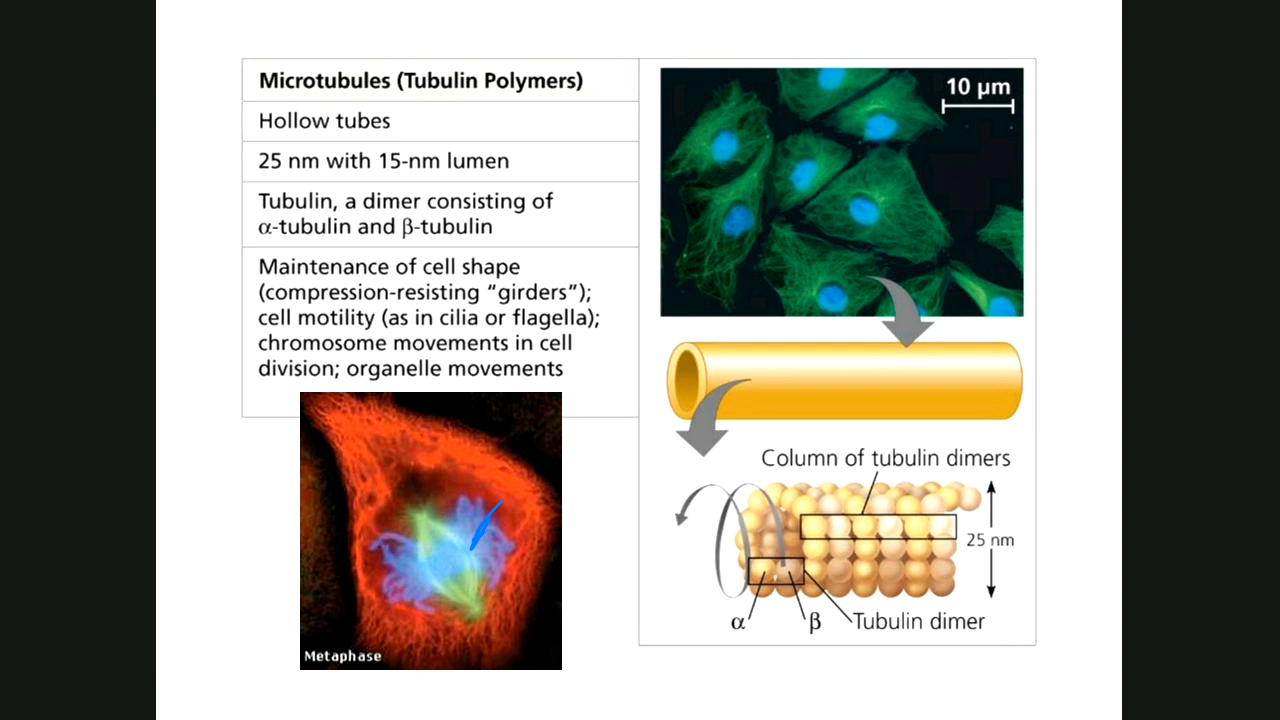 Microtubules (Tubulin Polymers)
Hollow tubes
25 nm with 15-nm lumen
Tubulin, a dimer consisting of
α-tubulin and β-tubulin
Maintenance of cell shape
(compression-resisting “girders”);
cell motility (as in cilia or flagella);
chromosome movements in cell
division; organelle movements
Metaphase
10 μm
Column of tubulin dimers
25 nm
α
β
Tubulin dimer